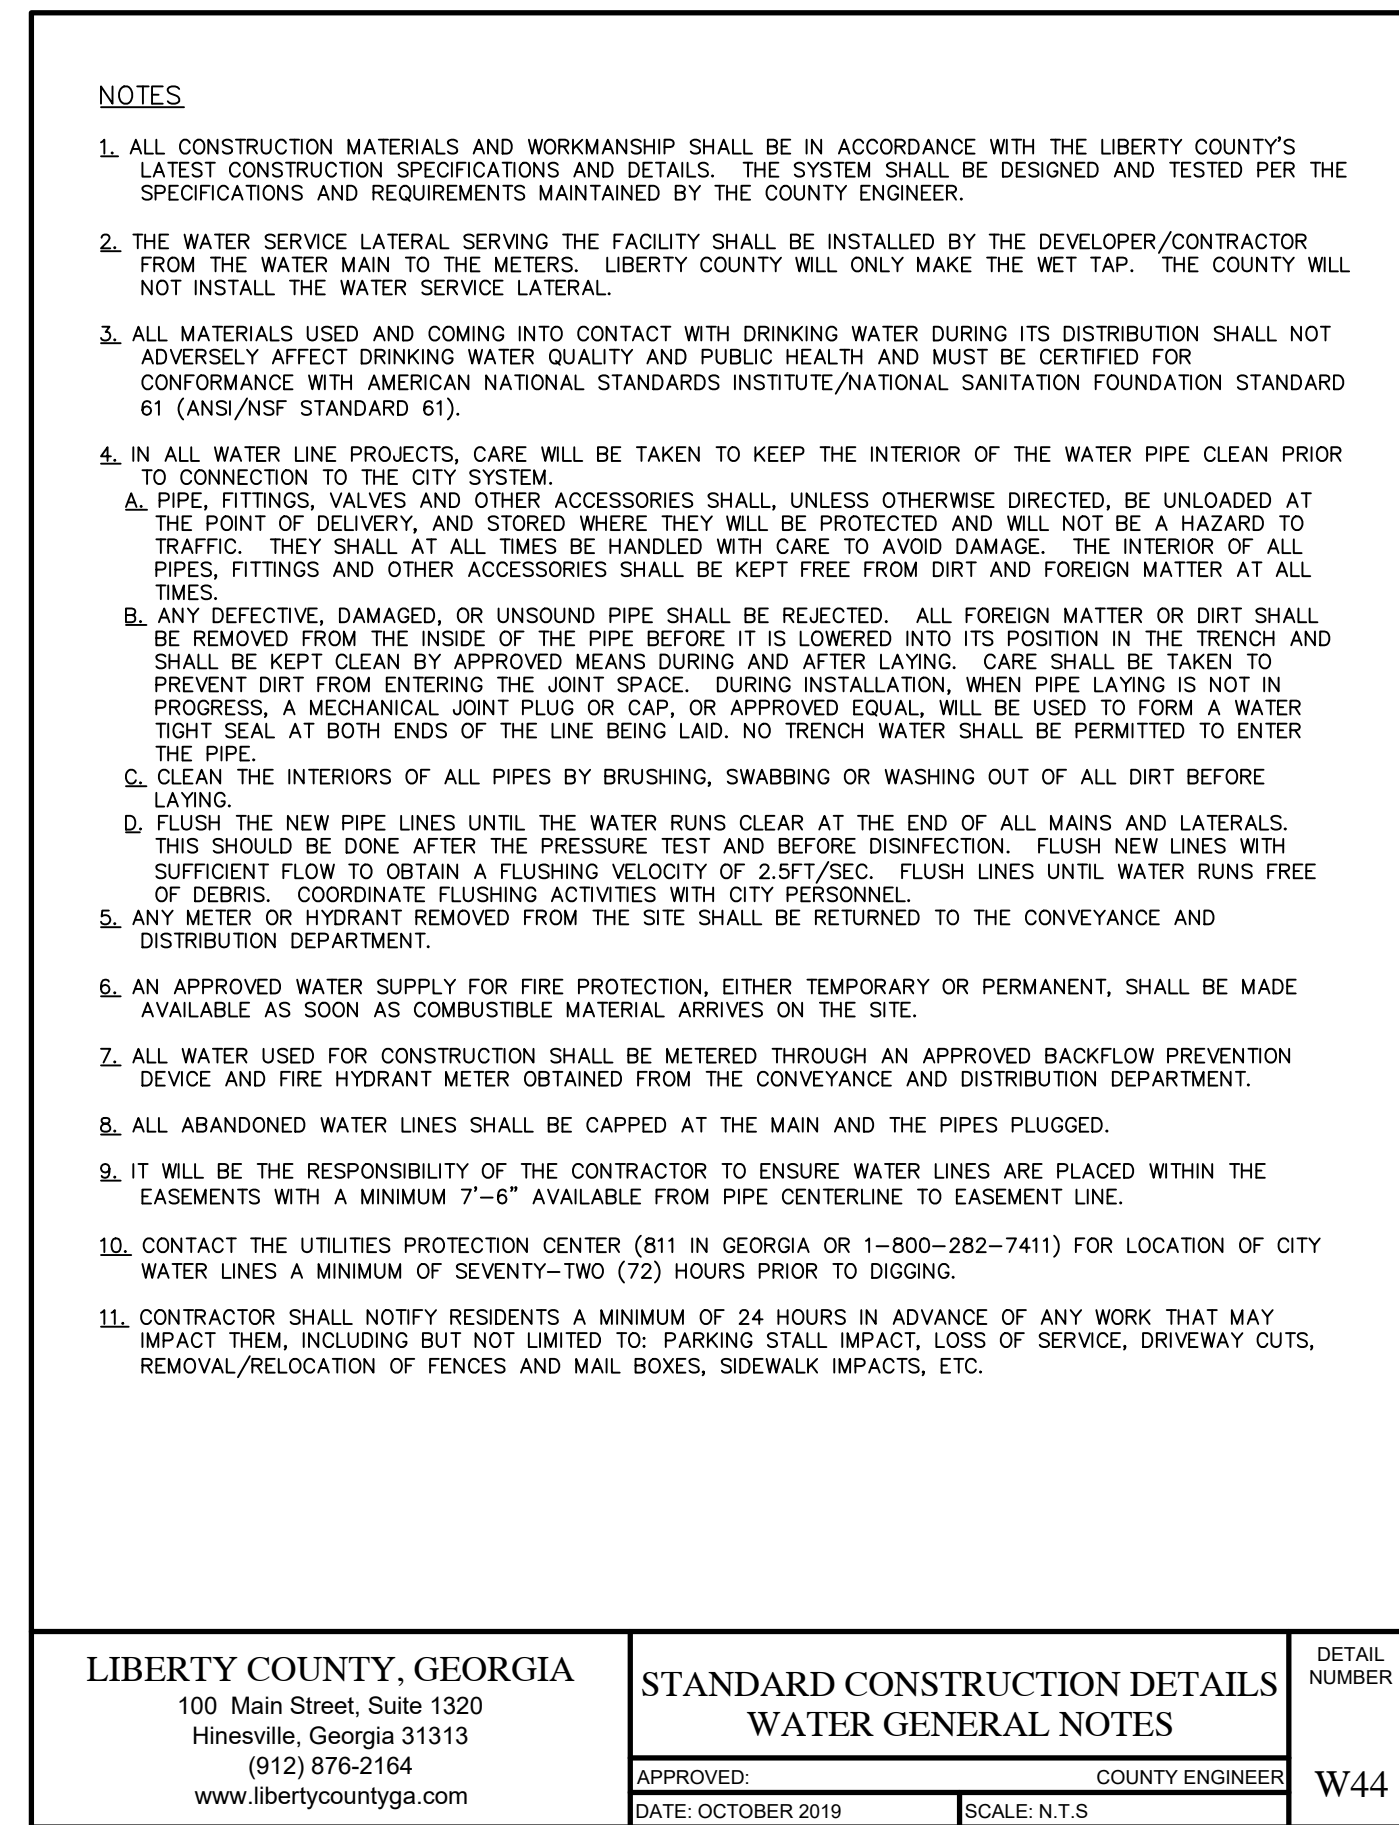 NOTES
1. ALL CONSTRUCTION MATERIALS AND WORKMANSHIP SHALL BE IN ACCORDANCE WITH THE LIBERTY COUNTY'S
LATEST CONSTRUCTION SPECIFICATIONS AND DETAILS. THE SYSTEM SHALL BE DESIGNED AND TESTED PER THE
SPECIFICATIONS AND REQUIREMENTS MAINTAINED BY THE COUNTY ENGINEER.
2. THE WATER SERVICE LATERAL SERVING THE FACILITY SHALL BE INSTALLED BY THE DEVELOPER/CONTRACTOR
FROM THE WATER MAIN TO THE METERS. LIBERTY COUNTY WILL ONLY MAKE THE WET TAP. THE COUNTY WILL
NOT INSTALL THE WATER SERVICE LATERAL.
3. ALL MATERIALS USED AND COMING INTO CONTACT WITH DRINKING WATER DURING ITS DISTRIBUTION SHALL NOT
ADVERSELY AFFECT DRINKING WATER QUALITY AND PUBLIC HEALTH AND MUST BE CERTIFIED FOR
CONFORMANCE WITH AMERICAN NATIONAL STANDARDS INSTITUTE/NATIONAL SANITATION FOUNDATION STANDARD
61 (ANSI/NSF STANDARD 61).
4. IN ALL WATER LINE PROJECTS, CARE WILL BE TAKEN TO KEEP THE INTERIOR OF THE WATER PIPE CLEAN PRIOR
TO CONNECTION TO THE CITY SYSTEM.
A. PIPE, FITTINGS, VALVES AND OTHER ACCESSORIES SHALL, UNLESS OTHERWISE DIRECTED, BE UNLOADED AT
THE POINT OF DELIVERY, AND STORED WHERE THEY WILL BE PROTECTED AND WILL NOT BE A HAZARD TO
TRAFFIC. THEY SHALL AT ALL TIMES BE HANDLED WITH CARE TO AVOID DAMAGE. THE INTERIOR OF ALL
PIPES, FITTINGS AND OTHER ACCESSORIES SHALL BE KEPT FREE FROM DIRT AND FOREIGN MATTER AT ALL
TIMES.
B. ANY DEFECTIVE, DAMAGED, OR UNSOUND PIPE SHALL BE REJECTED. ALL FOREIGN MATTER OR DIRT SHALL
BE REMOVED FROM THE INSIDE OF THE PIPE BEFORE IT IS LOWERED INTO ITS POSITION IN THE TRENCH AND
SHALL BE KEPT CLEAN BY APPROVED MEANS DURING AND AFTER LAYING. CARE SHALL BE TAKEN TO
PREVENT DIRT FROM ENTERING THE JOINT SPACE. DURING INSTALLATION, WHEN PIPE LAYING IS NOT IN
PROGRESS, A MECHANICAL JOINT PLUG OR CAP, OR APPROVED EQUAL, WILL BE USED TO FORM A WATER
TIGHT SEAL AT BOTH ENDS OF THE LINE BEING LAID. NO TRENCH WATER SHALL BE PERMITTED TO ENTER
THE PIPE.
C. CLEAN THE INTERIORS OF ALL PIPES BY BRUSHING, SWABBING OR WASHING OUT OF ALL DIRT BEFORE
LAYING.
D. FLUSH THE NEW PIPE LINES UNTIL THE WATER RUNS CLEAR AT THE END OF ALL MAINS AND LATERALS.
THIS SHOULD BE DONE AFTER THE PRESSURE TEST AND BEFORE DISINFECTION. FLUSH NEW LINES WITH
SUFFICIENT FLOW TO OBTAIN A FLUSHING VELOCITY OF 2.5FT/SEC. FLUSH LINES UNTIL WATER RUNS FREE
OF DEBRIS. COORDINATE FLUSHING ACTIVITIES WITH CITY PERSONNEL.
5. ANY METER OR HYDRANT REMOVED FROM THE SITE SHALL BE RETURNED TO THE CONVEYANCE AND
DISTRIBUTION DEPARTMENT.
6. AN APPROVED WATER SUPPLY FOR FIRE PROTECTION, EITHER TEMPORARY OR PERMANENT, SHALL BE MADE
AVAILABLE AS SOON AS COMBUSTIBLE MATERIAL ARRIVES ON THE SITE.
7. ALL WATER USED FOR CONSTRUCTION SHALL BE METERED THROUGH AN APPROVED BACKFLOW PREVENTION
DEVICE AND FIRE HYDRANT METER OBTAINED FROM THE CONVEYANCE AND DISTRIBUTION DEPARTMENT.
8. ALL ABANDONED WATER LINES SHALL BE CAPPED AT THE MAIN AND THE PIPES PLUGGED.
9. IT WILL BE THE RESPONSIBILITY OF THE CONTRACTOR TO ENSURE WATER LINES ARE PLACED WITHIN THE
EASEMENTS WITH A MINIMUM 7'-6" AVAILABLE FROM PIPE CENTERLINE TO EASEMENT LINE.
10. CONTACT THE UTILITIES PROTECTION CENTER (811 IN GEORGIA OR 1-800-282-7411) FOR LOCATION OF CITY
WATER LINES A MINIMUM OF SEVENTY-TWO (72) HOURS PRIOR TO DIGGING.
11. CONTRACTOR SHALL NOTIFY RESIDENTS A MINIMUM OF 24 HOURS IN ADVANCE OF ANY WORK THAT MAY
IMPACT THEM, INCLUDING BUT NOT LIMITED TO: PARKING STALL IMPACT, LOSS OF SERVICE, DRIVEWAY CUTS,
REMOVAL/RELOCATION OF FENCES AND MAIL BOXES, SIDEWALK IMPACTS, ETC.
LIBERTY COUNTY, GEORGIA
100 Main Street, Suite 1320
Hinesville, Georgia 31313
(912) 876-2164
www.libertycountyga.com
STANDARD CONSTRUCTION DETAILS
WATER GENERAL NOTES
APPROVED: COUNTY ENGINEER
DATE: OCTOBER 2019 SCALE: N.T.S
DETAIL
NUMBER
W44